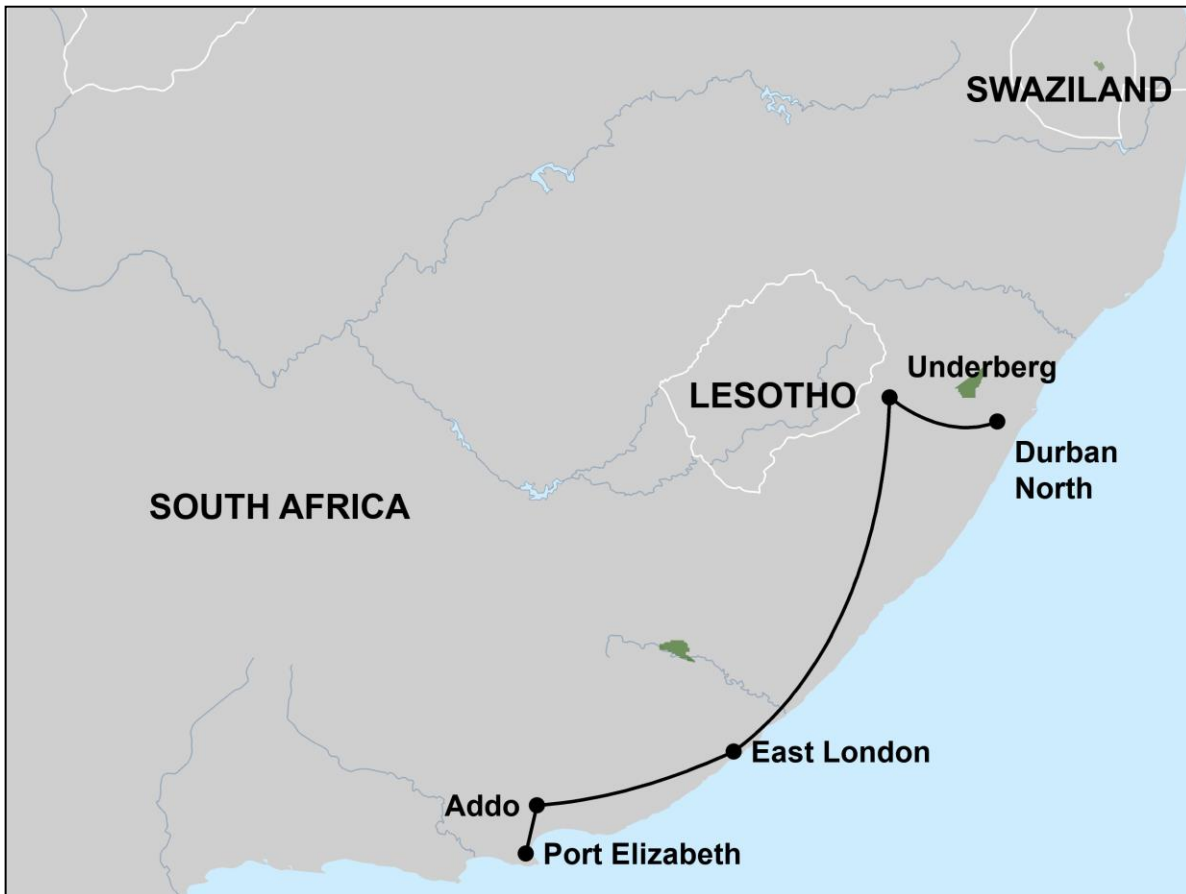 SWAZILAND
Underberg
LESOTHO
Durban
North
SOUTH AFRICA
East London
Addo
Port Elizabeth